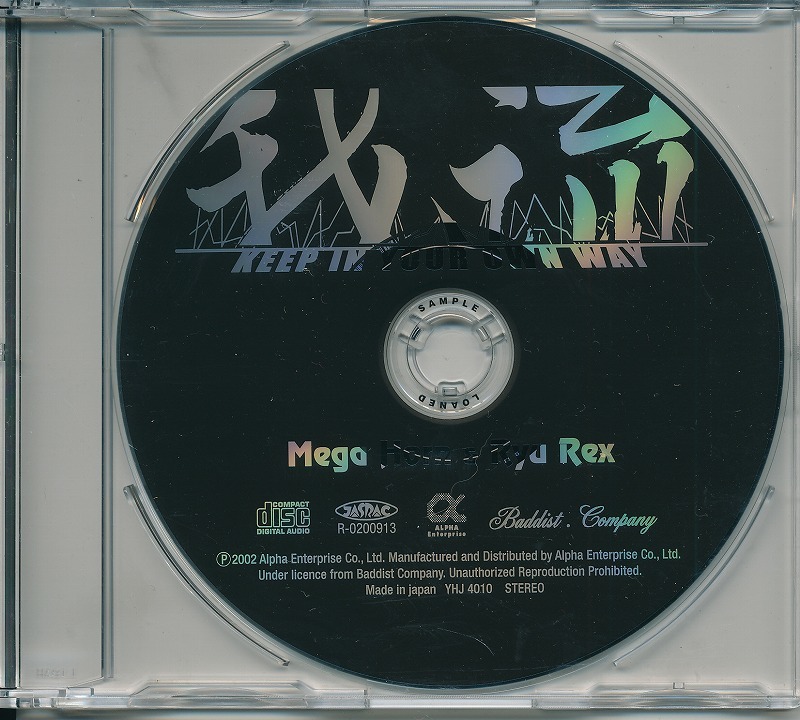 我流
KEEP IN YOUR OWN WAY
SAMPLE
LOANED
Mega Horn Ryu Rex
COMPACT
disc
DIGITAL AUDIO
JASRAC
R-0200913
α
ALPHA
Enterprise
Baddist . Company
Ⓟ2002 Alpha Enterprise Co., Ltd. Manufactured and Distributed by Alpha Enterprise Co., Ltd.
Under licence from Baddist Company. Unauthorized Reproduction Prohibited.
Made in japan YHJ 4010 STEREO